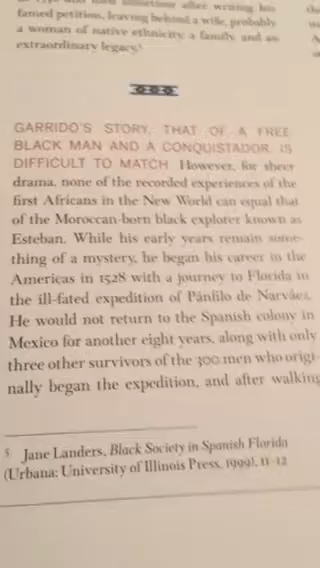 after writing his
famed petition, leaving behind a wife, probably
a woman of native ethnicity, a family, and an
extraordinary legacy.⁵
GARRIDO'S STORY, THAT OF A FREE
BLACK MAN AND A CONQUISTADOR, IS
DIFFICULT TO MATCH. However, for sheer
drama, none of the recorded experiences of the
first Africans in the New World can equal that
of the Moroccan-born black explorer known as
Esteban. While his early years remain some-
thing of a mystery, he began his career in the
Americas in 1528 with a journey to Florida in
the ill-fated expedition of Pánfilo de Narváez.
He would not return to the Spanish colony in
Mexico for another eight years, along with only
three other survivors of the 300 men who origi-
nally began the expedition, and after walking
5 Jane Landers, Black Society in Spanish Florida
(Urbana: University of Illinois Press, 1999), 11–12